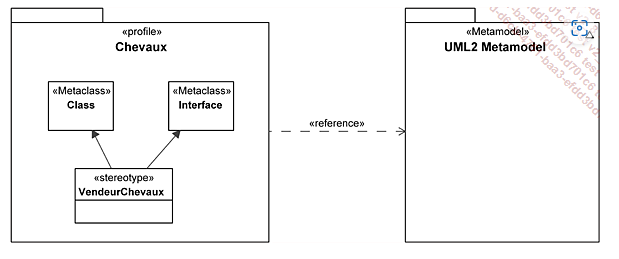 «profile»
Chevaux
«Metaclass»
Class
«Metaclass»
Interface
«stereotype»
VendeurChevaux
«reference»
«Metamodel»
UML2 Metamodel